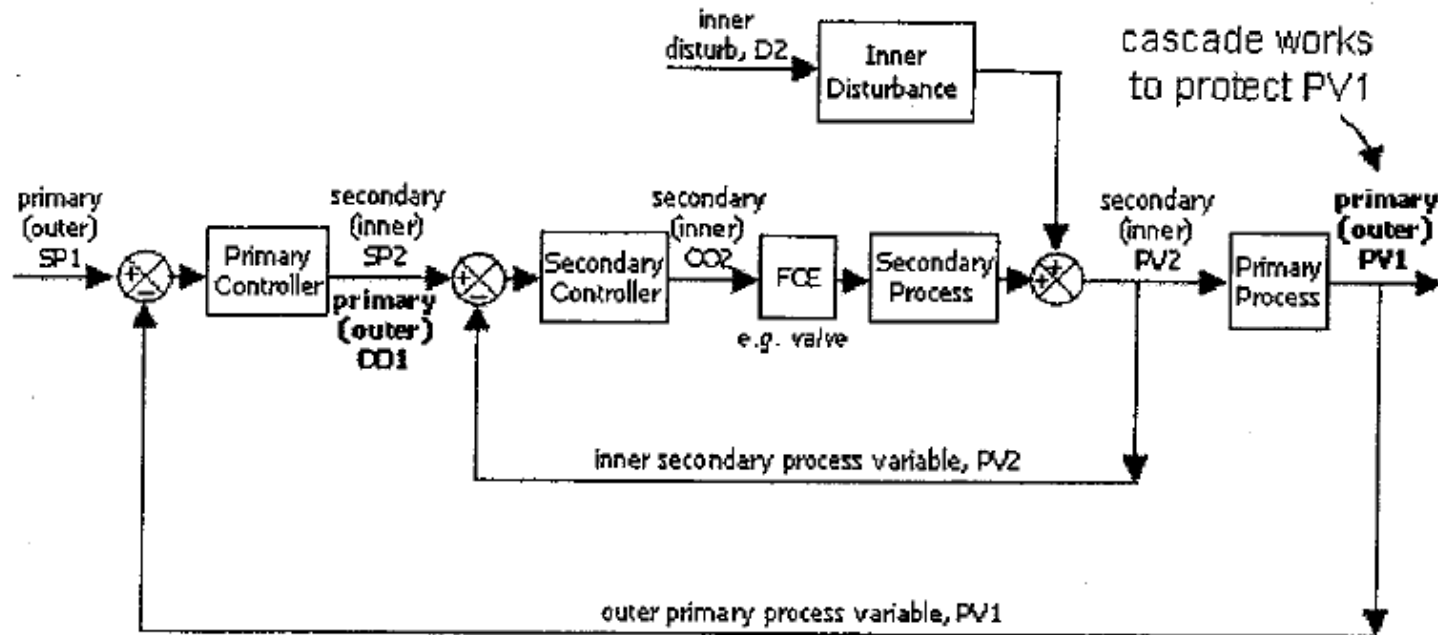 inner
disturb, D2
Inner
Disturbance
cascade works
to protect PV1
primary
(outer)
SP1
+
−
Primary
Controller
secondary
(inner)
SP2
primary
(outer)
CO1
+
−
Secondary
Controller
secondary
(inner)
CO2
FCE
e.g. valve
Secondary
Process
+
+
secondary
(inner)
PV2
Primary
Process
primary
(outer)
PV1
inner secondary process variable, PV2
outer primary process variable, PV1